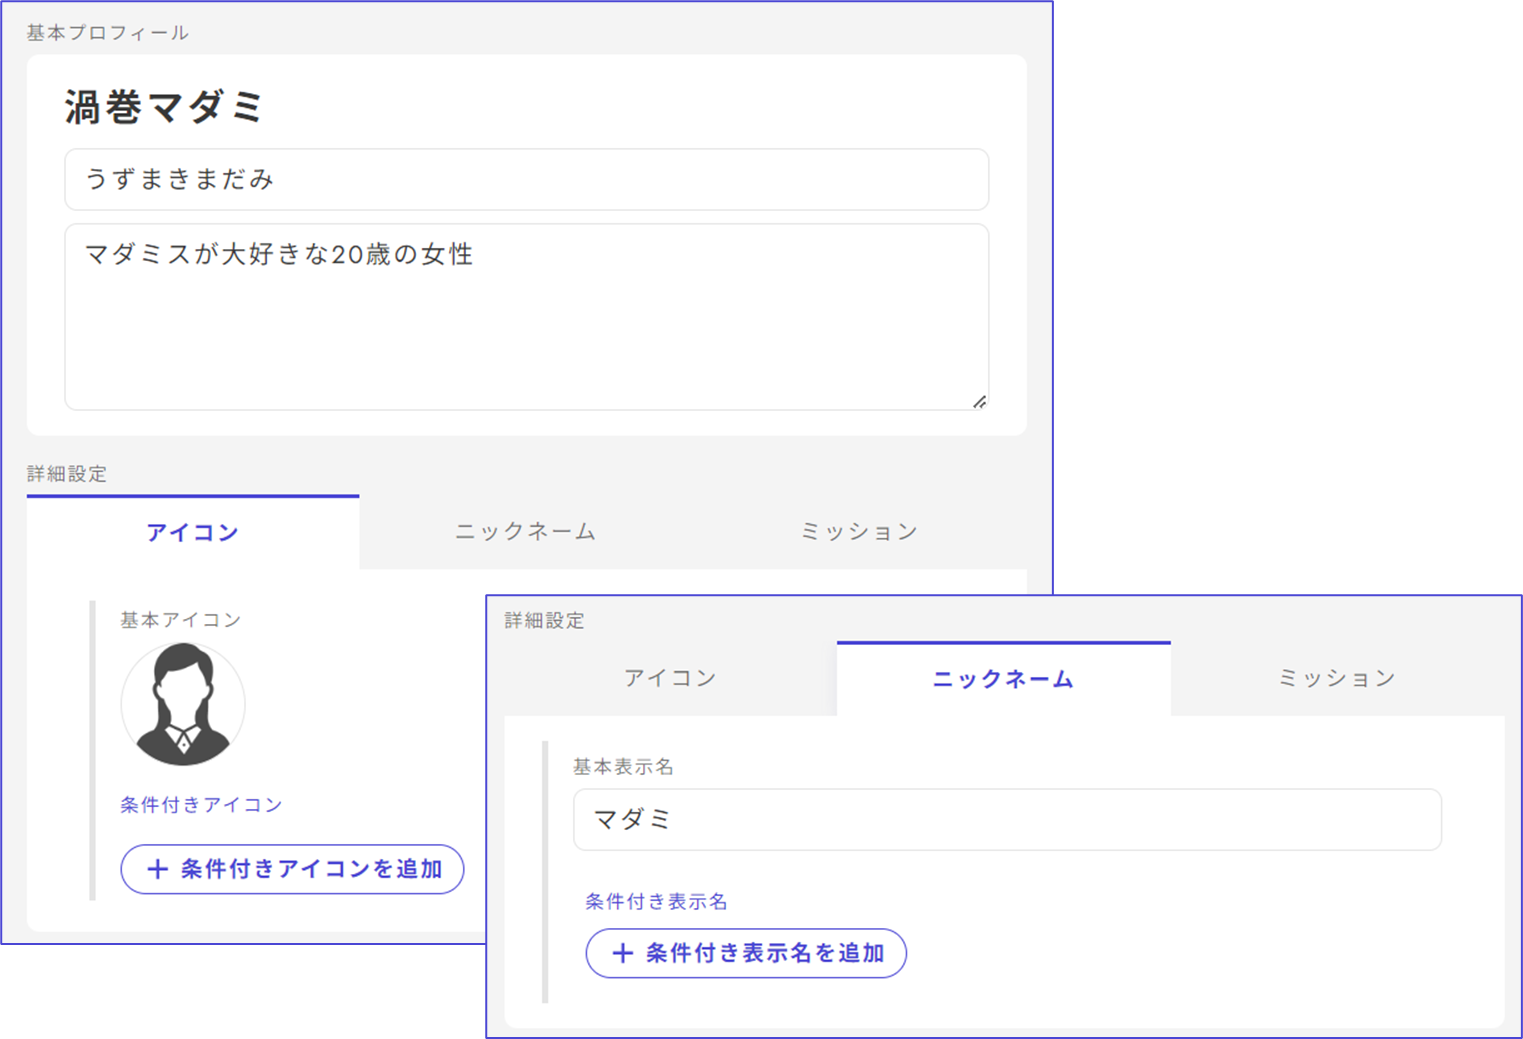 基本プロフィール
渦巻マダミ
うずまきまだみ
マダミスが大好きな20歳の女性
詳細設定
アイコン
ニックネーム
ミッション
基本アイコン
条件付きアイコン
＋ 条件付きアイコンを追加
詳細設定
アイコン
ニックネーム
ミッション
基本表示名
マダミ
条件付き表示名
＋ 条件付き表示名を追加